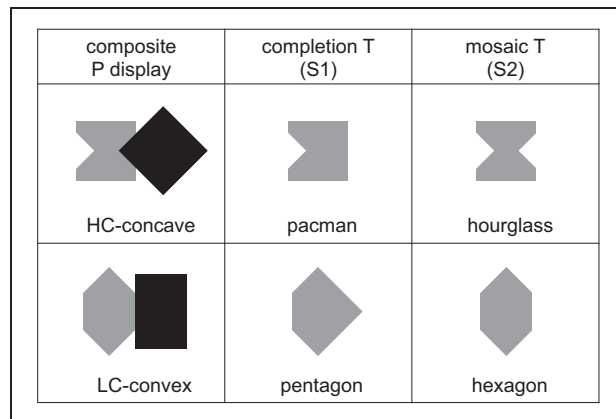 composite
P display
completion T
(S1)
mosaic T
(S2)
HC-concave
pacman
hourglass
LC-convex
pentagon
hexagon